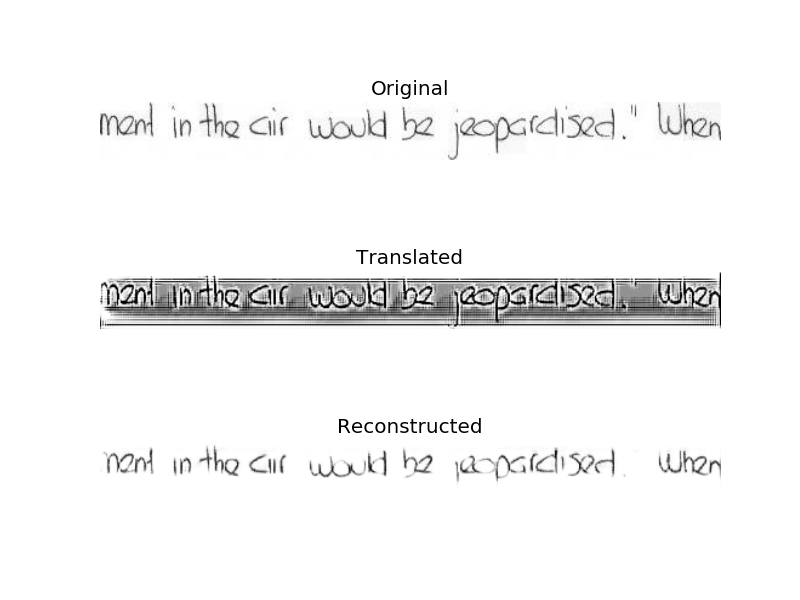 Original
ment in the air would be jeopardised." When
Translated
ment in the air would be jeopardised." When
Reconstructed
ment in the air would be jeopardised. When